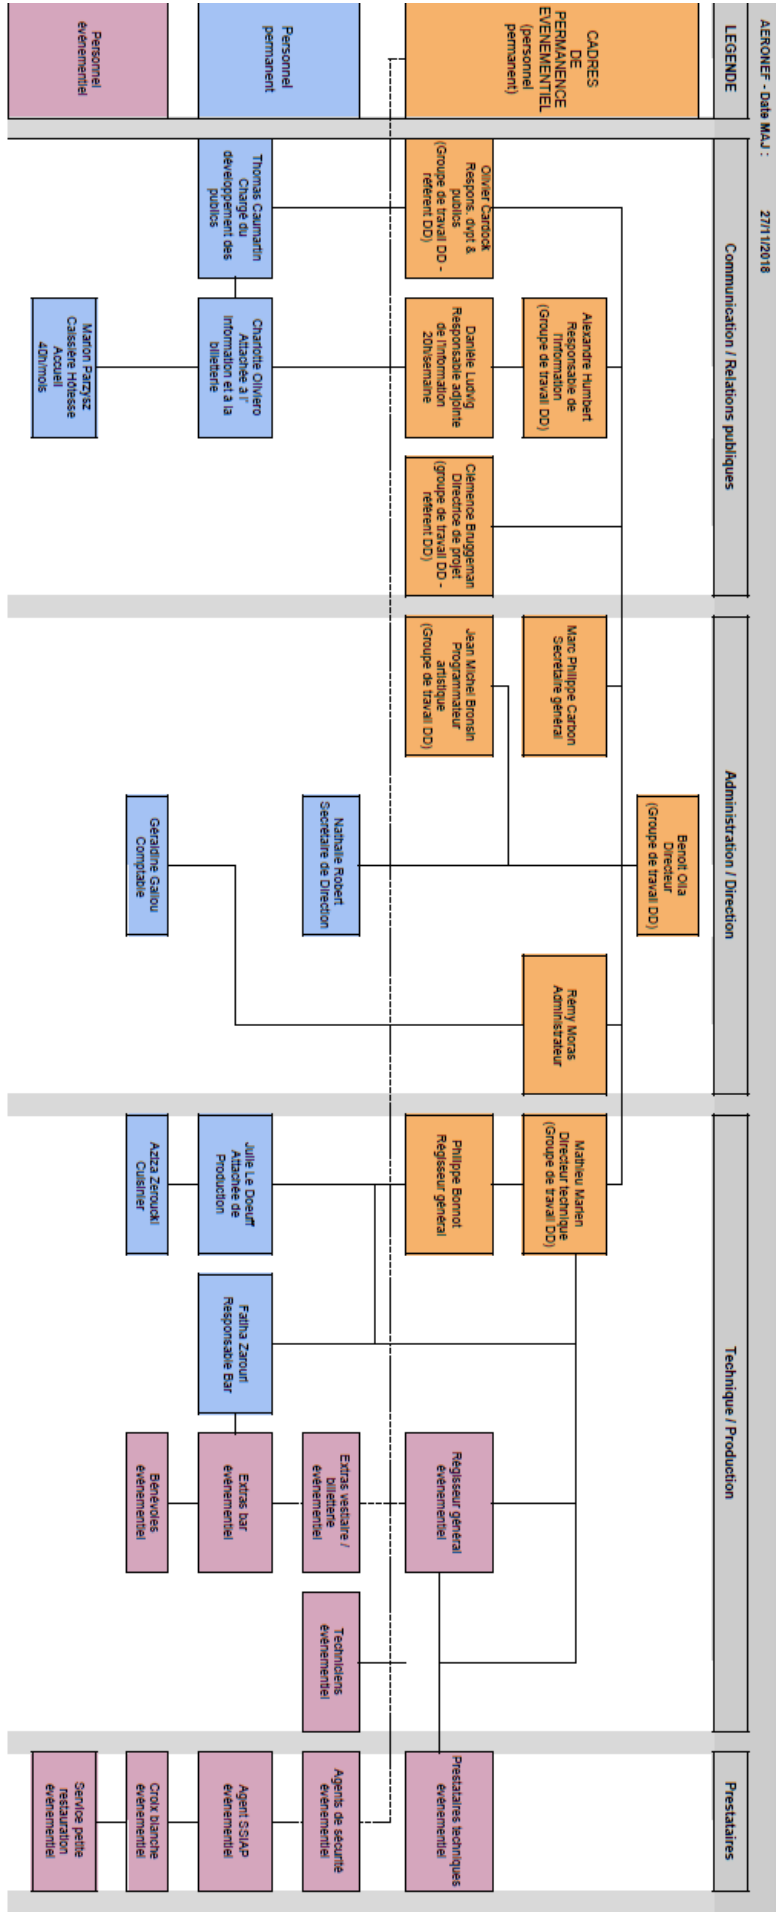 AERONEF - Date MAJ : 27/11/2018
LEGENDE
Communication / Relations publiques
Administration / Direction
Technique / Production
Prestataires
CADRES
DE
PERMANENCE
EVENEMENTIEL
(personnel
permanent)
Personnel
permanent
Personnel
événementiel
Benoit Olla
Directeur
(Groupe de travail DD)
Alexandre Humbert
Responsable de
l'information
(Groupe de travail DD)
Marc Philippe Carbon
Secrétaire général
Rémy Moras
Administrateur
Mathieu Marien
Directeur technique
(Groupe de travail DD)
Olivier Cardock
Respons. dvpt &
publics
(Groupe de travail DD -
référent DD)
Danièle Ludvig
Responsable adjointe
de l'information
20h/semaine
Clémence Bruggeman
Directrice de projet
(groupe de travail DD -
référent DD)
Jean Michel Bronsin
Programmateur
artistique
(Groupe de travail DD)
Philippe Bonnot
Régisseur général
Régisseur général
événementiel
Prestataires techniques
événementiel
Nathalie Robert
Secrétaire de Direction
Extras vestiaire /
billetterie
événementiel
Techniciens
événementiel
Agents de sécurité
événementiel
Thomas Caumartin
Chargé du
développement des
publics
Charlotte Oliviero
Attachée à l'
information et à la
billetterie
Julie Le Doeuff
Attachée de
Production
Fatiha Zarouri
Responsable Bar
Extras bar
événementiel
Agent SSIAP
événementiel
Géraldine Gallou
Comptable
Aziza Zeroucki
Cuisinier
Bénévoles
événementiel
Croix blanche
événementiel
Marion Parzysz
Caissière Hôtesse
Accueil
40h/mois
Service petite
restauration
événementiel